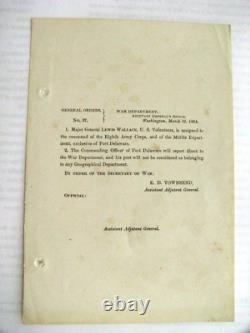 GENERAL ORDERS,
No. 97.
WAR DEPARTMENT,
ADJUTANT GENERAL'S OFFICE,
Washington, March 12, 1864.
1. Major General LEWIS WALLACE, U. S. Volunteers, is assigned to
the command of the Eighth Army Corps, and of the Middle Depart-
ment, exclusive of Fort Delaware.
2. The Commanding Officer of Fort Delaware will report direct to
the War Department, and his post will not be considered as belonging
to any Geographical Department.
BY ORDER OF THE SECRETARY OF WAR:
E. D. TOWNSEND,
Assistant Adjutant General.
OFFICIAL:
Assistant Adjutant General.